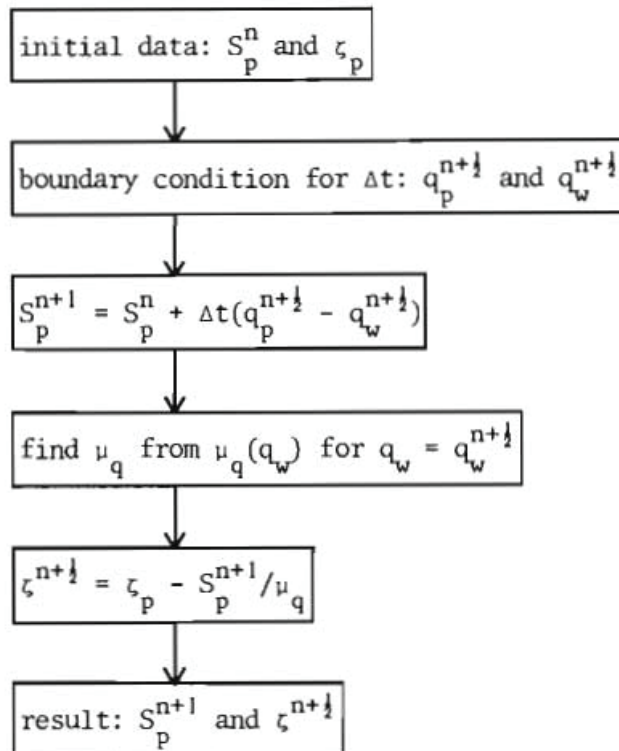 initial data: S_p^n and ζ_p
boundary condition for Δt: q_p^{n+½} and q_w^{n+½}
S_p^{n+1} = S_p^n + Δt(q_p^{n+½} - q_w^{n+½})
find μ_q from μ_q(q_w) for q_w = q_w^{n+½}
ζ^{n+½} = ζ_p - S_p^{n+1}/μ_q
result: S_p^{n+1} and ζ^{n+½}